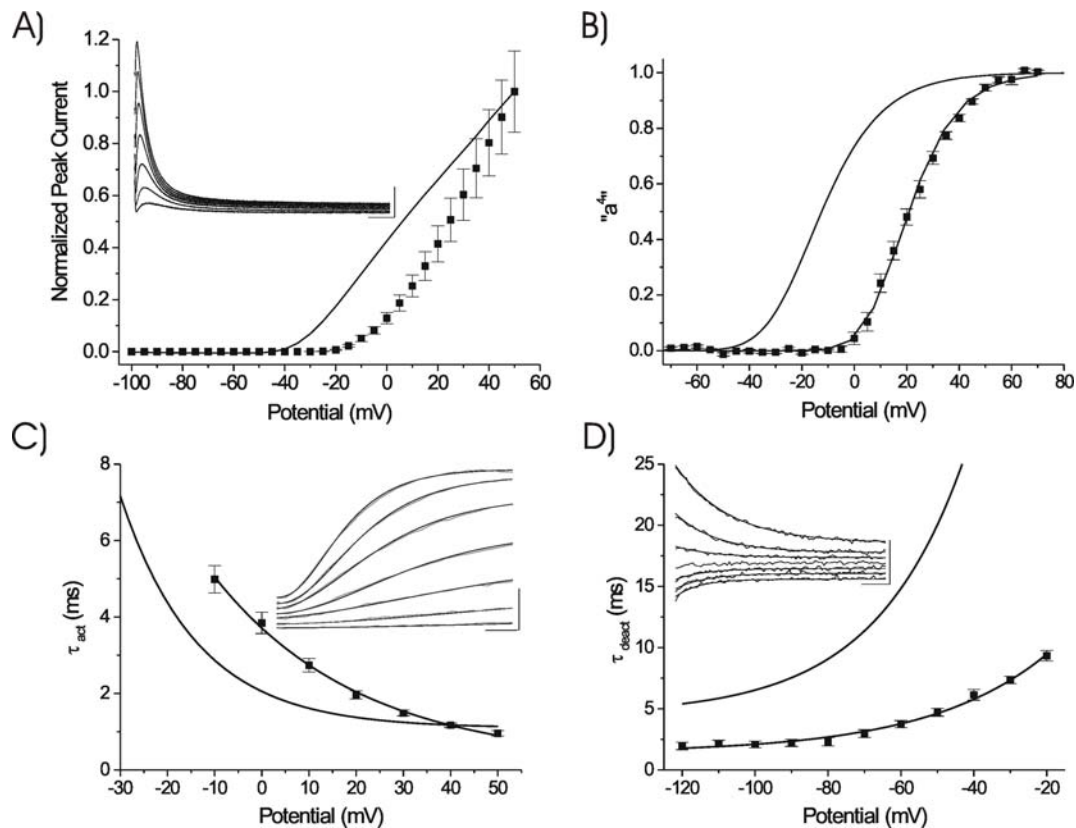 A)
Normalized Peak Current
1.2
1.0
0.8
0.6
0.4
0.2
0.0
-100 -80 -60 -40 -20 0 20 40 60
Potential (mV)
B)
"a⁴"
1.0
0.8
0.6
0.4
0.2
0.0
-60 -40 -20 0 20 40 60 80
Potential (mV)
C)
τ act (ms)
8
6
4
2
0
-30 -20 -10 0 10 20 30 40 50
Potential (mV)
D)
τ deact (ms)
25
20
15
10
5
0
-120 -100 -80 -60 -40 -20
Potential (mV)